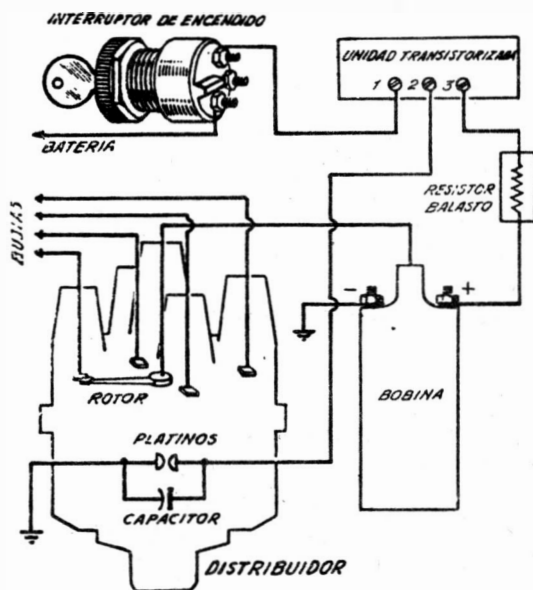 INTERRUPTOR DE ENCENDIDO
UNIDAD TRANSISTORIZADA
1 2 3
BATERIA
RESISTOR
BALASTO
BUJIAS
- +
ROTOR
BOBINA
PLATINOS
CAPACITOR
DISTRIBUIDOR